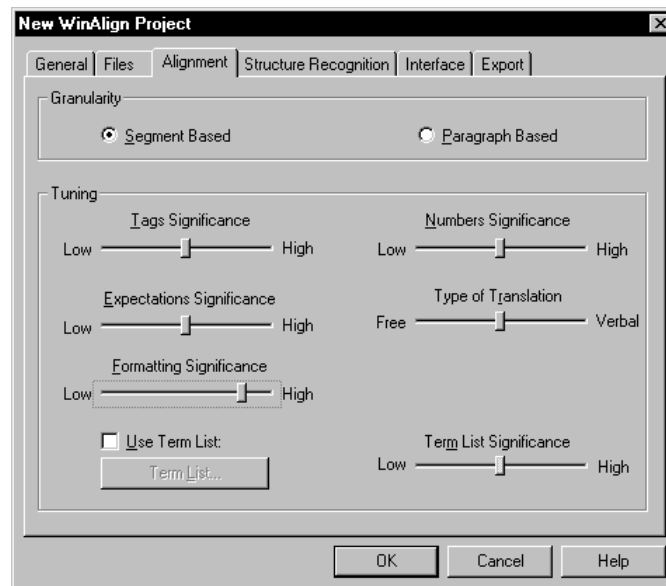 New WinAlign Project
General Files Alignment Structure Recognition Interface Export
Granularity
Segment Based Paragraph Based
Tuning
Tags Significance Numbers Significance
Low High Low High
Expectations Significance Type of Translation
Low High Free Verbal
Formatting Significance
Low High
Use Term List: Term List Significance
Term List... Low High
OK Cancel Help